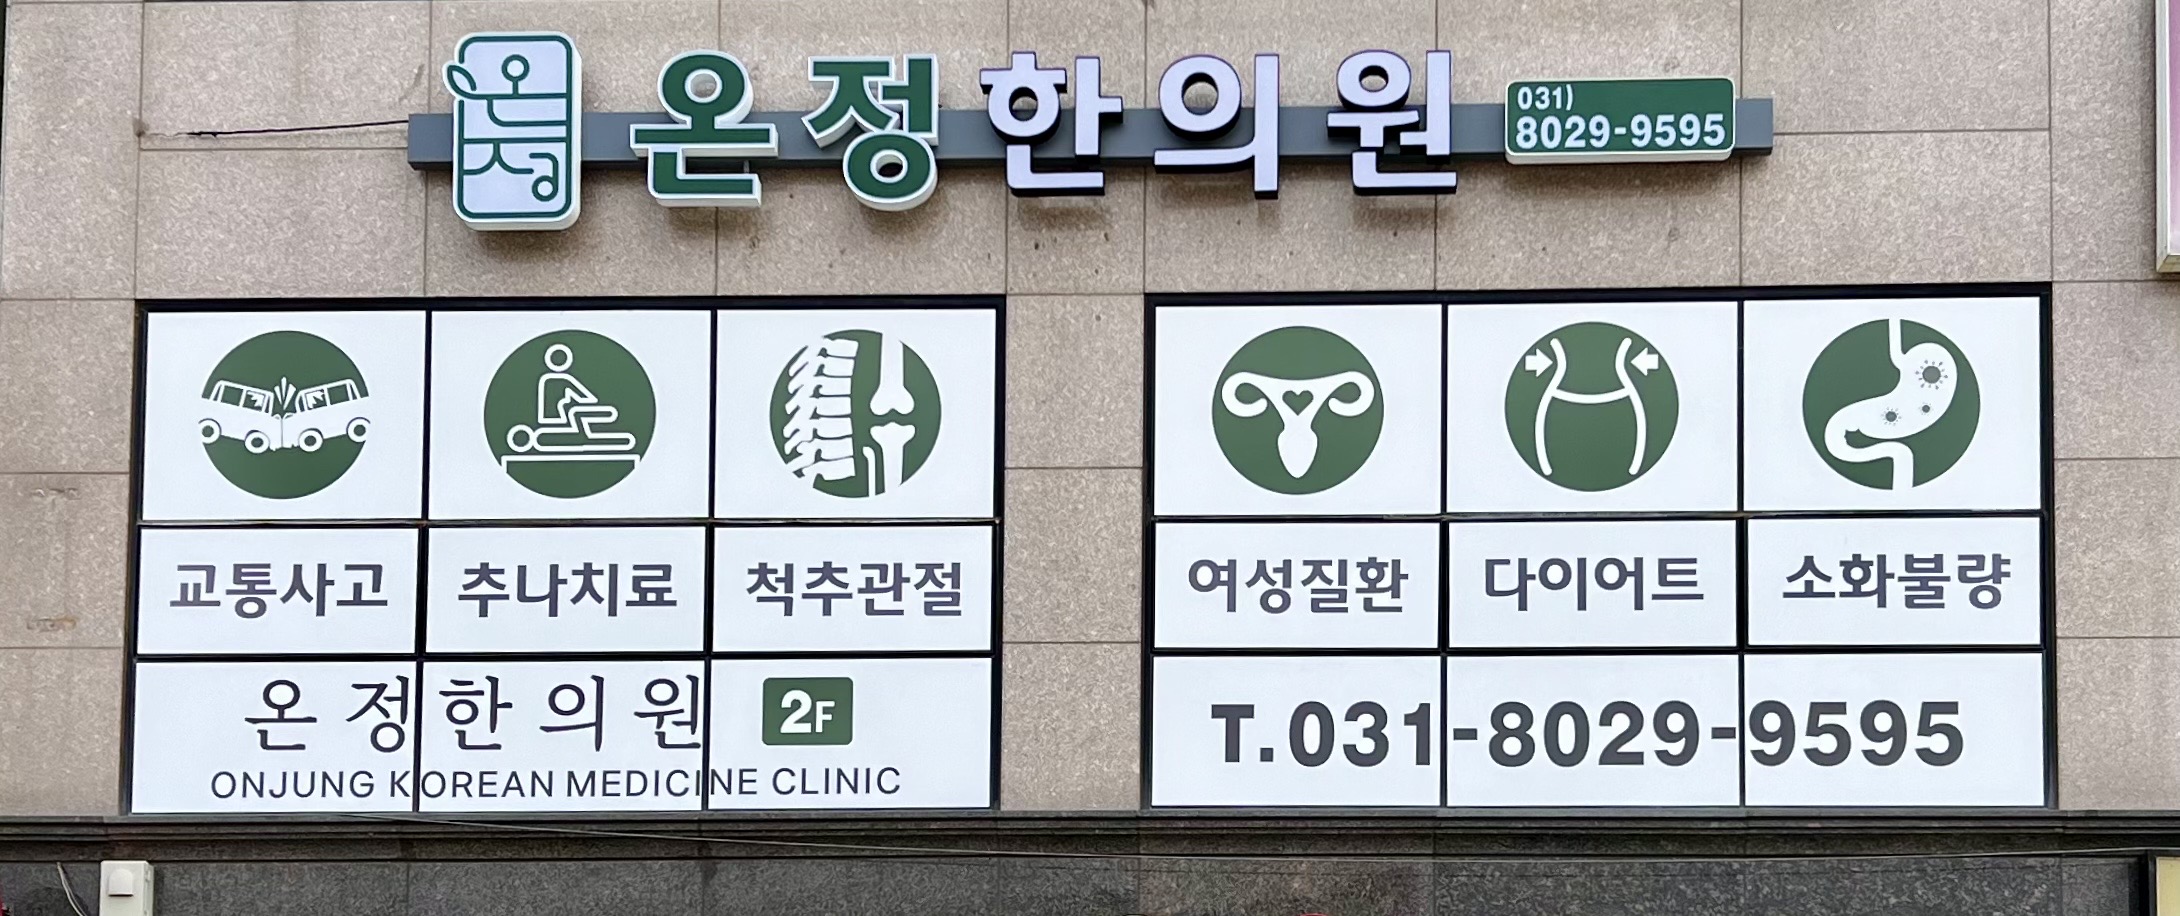 온정
온정한의원
031)
8029-9595
교통사고
추나치료
척추관절
온정한의원
2F
ONJUNG KOREAN MEDICINE CLINIC
여성질환
다이어트
소화불량
T.031-8029-9595